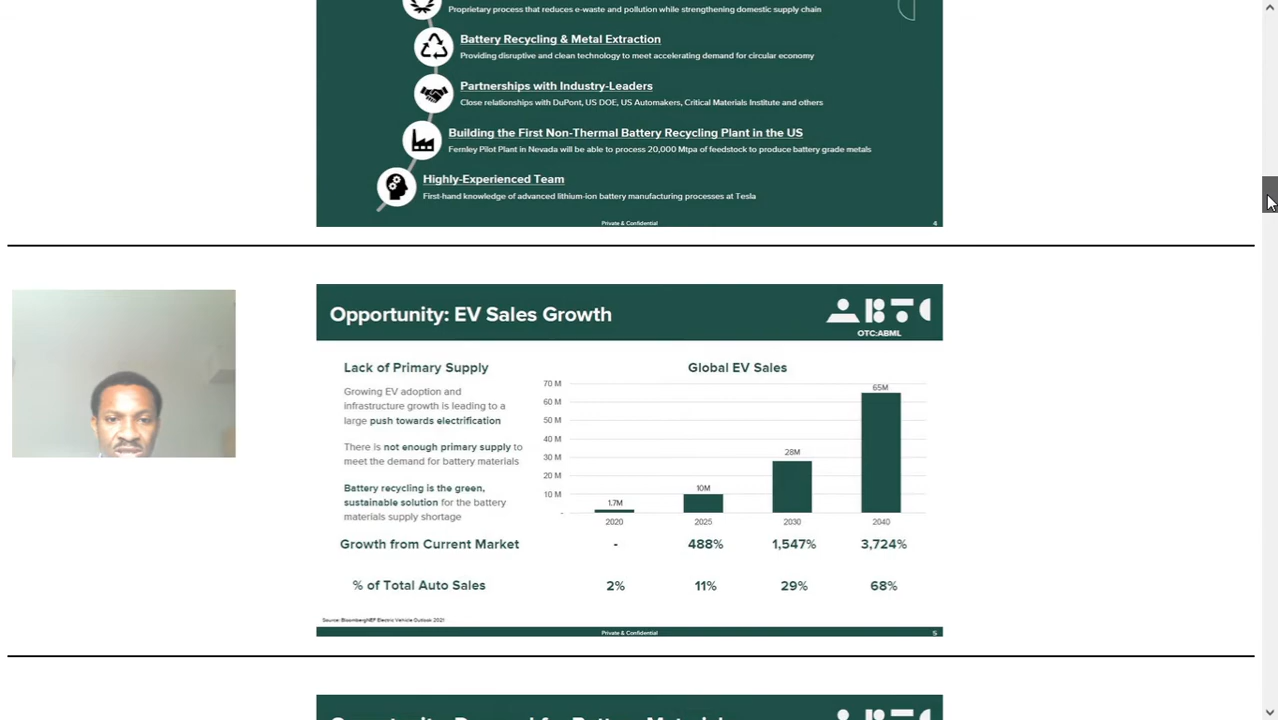 Proprietary process that reduces e-waste and pollution while strengthening domestic supply chain
Battery Recycling & Metal Extraction
Providing disruptive and clean technology to meet accelerating demand for circular economy
Partnerships with Industry-Leaders
Close relationships with DuPont, US DOE, US Automakers, Critical Materials Institute and others
Building the First Non-Thermal Battery Recycling Plant in the US
Fernley Pilot Plant in Nevada will be able to process 20,000 Mtpa of feedstock to produce battery grade metals
Highly-Experienced Team
First-hand knowledge of advanced lithium-ion battery manufacturing processes at Tesla
Private & Confidential
4
Opportunity: EV Sales Growth
OTC:ABML
Lack of Primary Supply
Growing EV adoption and
infrastructure growth is leading to a
large push towards electrification
There is not enough primary supply to
meet the demand for battery materials
Battery recycling is the green,
sustainable solution for the battery
materials supply shortage
Global EV Sales
70 M
60 M
50 M
40 M
30 M
20 M
10 M
-
1.7M
10M
28M
65M
2020 2025 2030 2040
Growth from Current Market - 488% 1,547% 3,724%
% of Total Auto Sales 2% 11% 29% 68%
Source: BloombergNEF Electric Vehicle Outlook 2021
Private & Confidential
5
Opportunity: Demand for Battery Materials